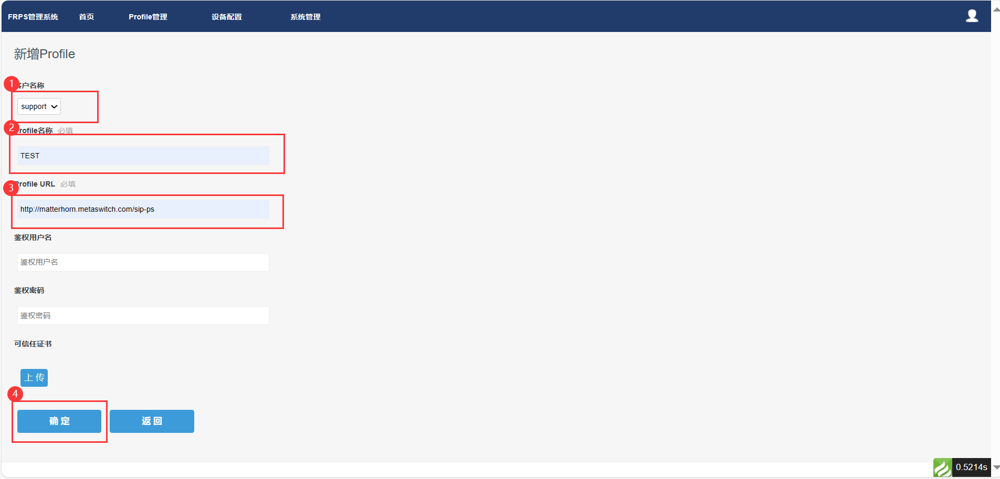 FRPS管理系统 首页 Profile管理 设备配置 系统管理
新增Profile
1 客户名称
support
2 Profile名称 必填
TEST
3 Profile URL 必填
http://matterhorn.metaswitch.com/sip-ps
鉴权用户名
鉴权用户名
鉴权密码
鉴权密码
可信任证书
上 传
4
确 定 返 回
0.5214s